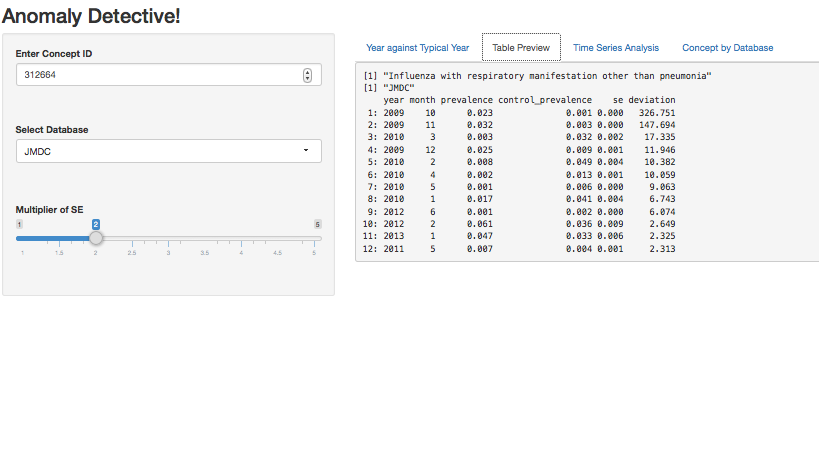 Anomaly Detective!
Enter Concept ID
312664
Select Database
JMDC
Multiplier of SE
1 2 5
1 1.5 2 2.5 3 3.5 4 4.5 5
Year against Typical Year Table Preview Time Series Analysis Concept by Database
[1] "Influenza with respiratory manifestation other than pneumonia"
[1] "JMDC"
year month prevalence control_prevalence se deviation
1: 2009 10 0.023 0.001 0.000 326.751
2: 2009 11 0.032 0.003 0.000 147.694
3: 2010 3 0.003 0.032 0.002 17.335
4: 2009 12 0.025 0.009 0.001 11.946
5: 2010 2 0.008 0.049 0.004 10.382
6: 2010 4 0.002 0.013 0.001 10.059
7: 2010 5 0.001 0.006 0.000 9.063
8: 2010 1 0.017 0.041 0.004 6.743
9: 2012 6 0.001 0.002 0.000 6.074
10: 2012 2 0.061 0.036 0.009 2.649
11: 2013 1 0.047 0.033 0.006 2.325
12: 2011 5 0.007 0.004 0.001 2.313